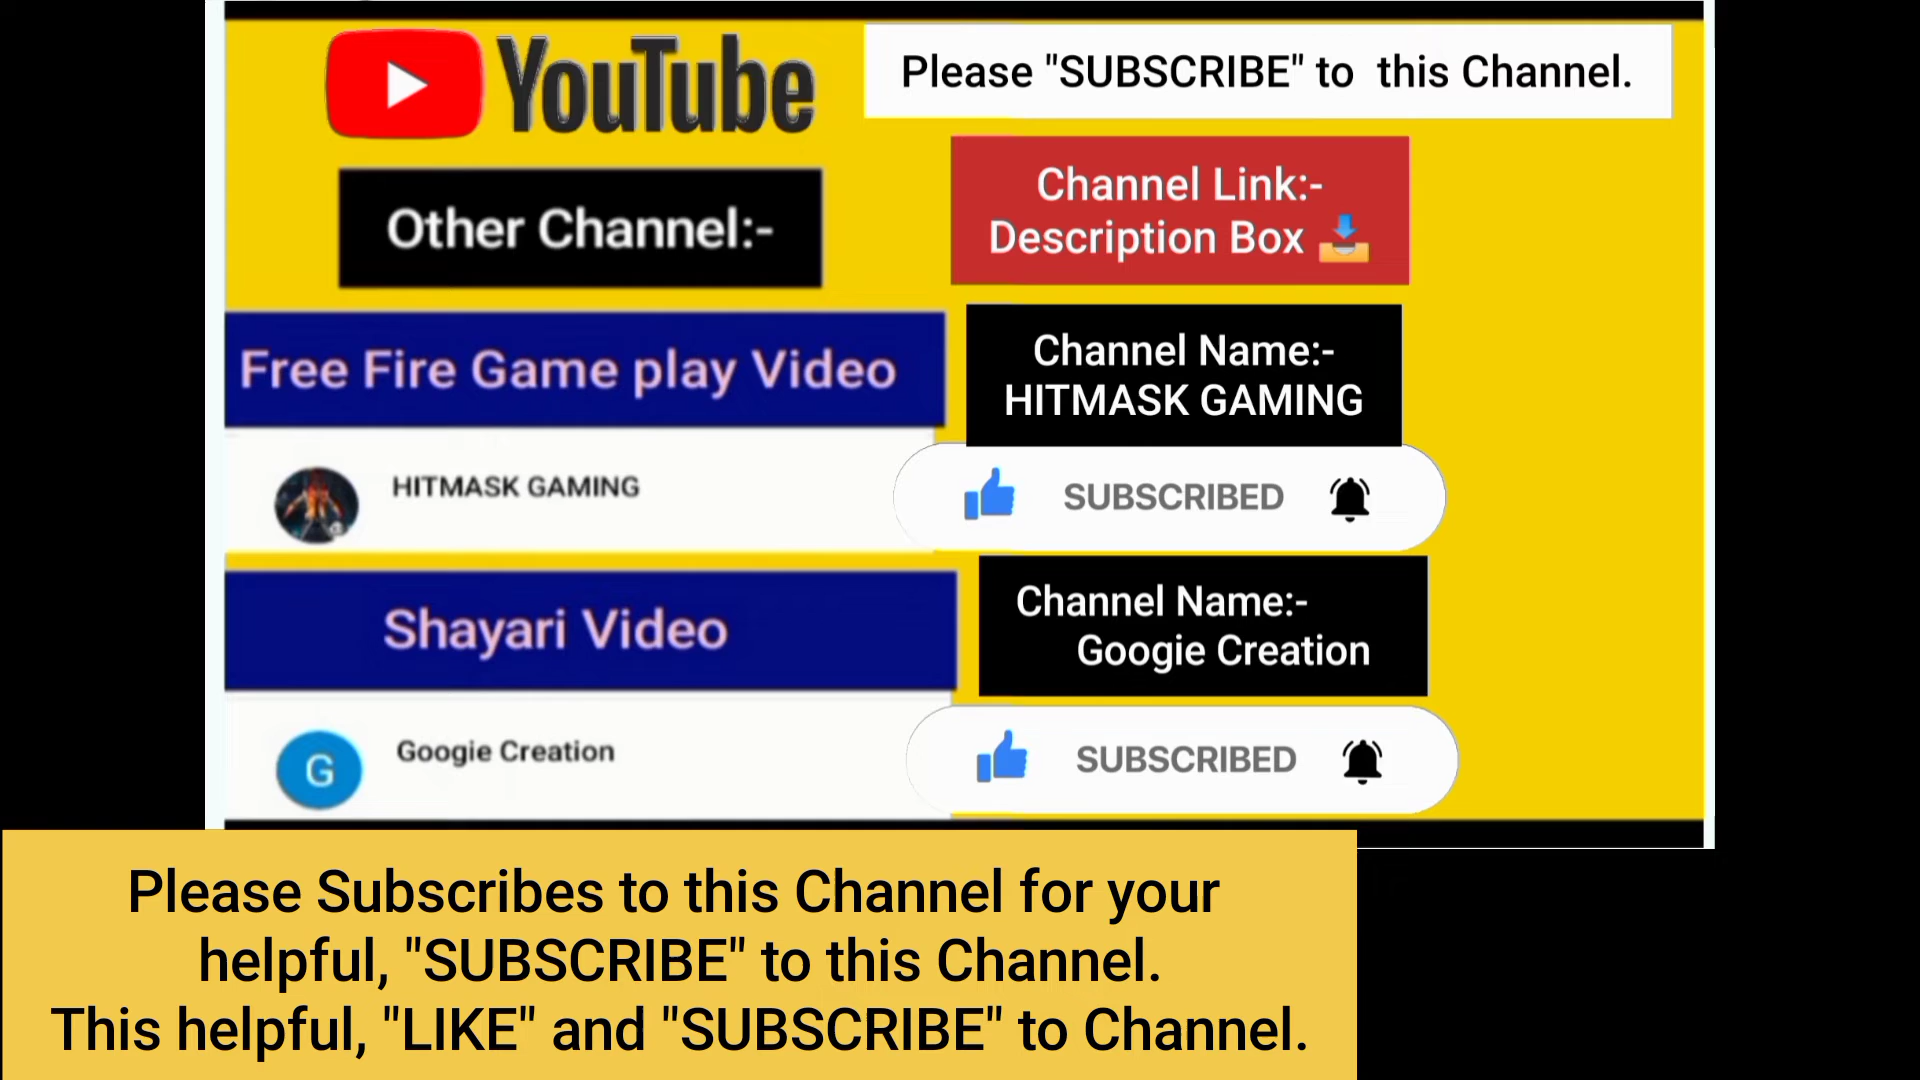 YouTube
Please "SUBSCRIBE" to this Channel.
Other Channel:-
Channel Link:-
Description Box
Free Fire Game play Video
Channel Name:-
HITMASK GAMING
HITMASK GAMING
SUBSCRIBED
Shayari Video
Channel Name:-
Googie Creation
G
Googie Creation
SUBSCRIBED
Please Subscribes to this Channel for your
helpful, "SUBSCRIBE" to this Channel.
This helpful, "LIKE" and "SUBSCRIBE" to Channel.